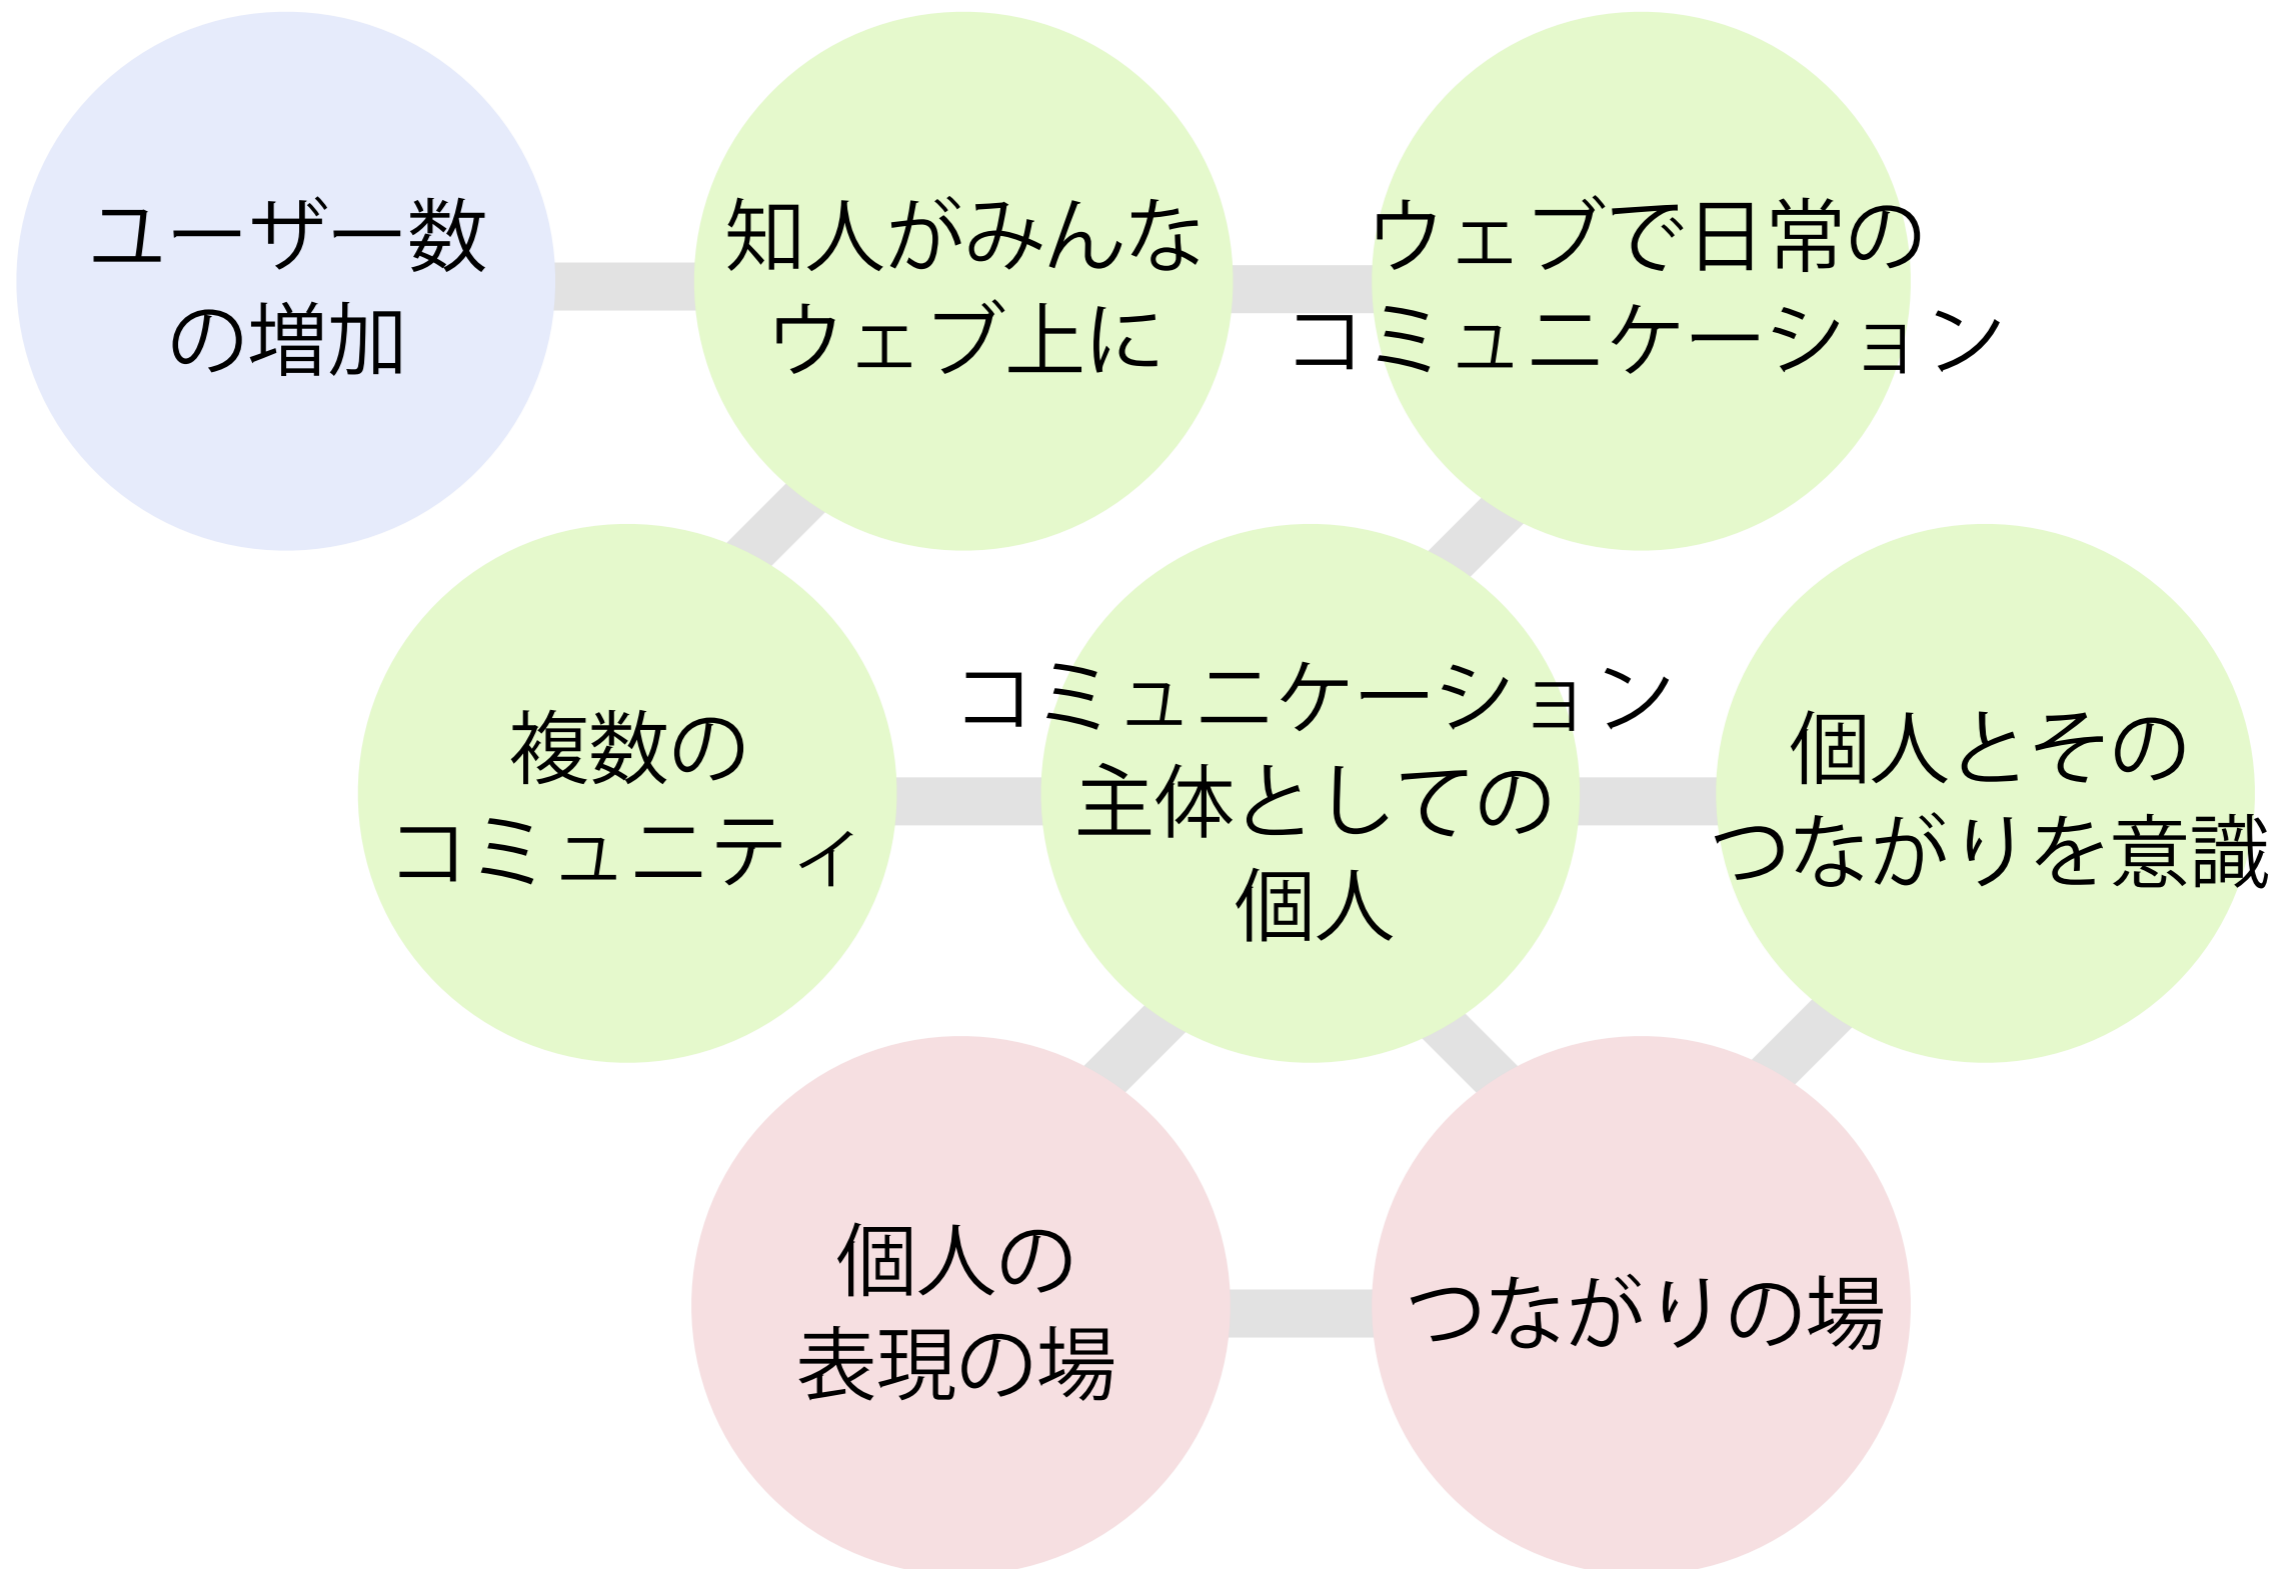 ユーザー数
の増加
知人がみんな
ウェブ上に
ウェブで日常の
コミュニケーション
複数の
コミュニティ
コミュニケーション
主体としての
個人
個人とその
つながりを意識
個人の
表現の場
つながりの場